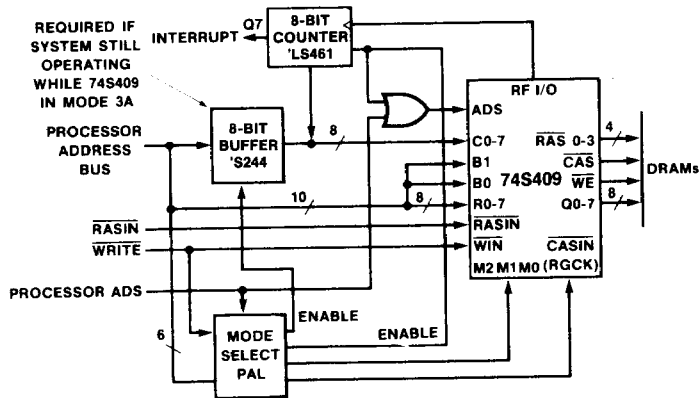 REQUIRED IF
SYSTEM STILL
OPERATING
WHILE 74S409
IN MODE 3A
INTERRUPT
Q7
8-BIT
COUNTER
'LS461
8-BIT
BUFFER
'S244
8
PROCESSOR
ADDRESS
BUS
10
8
RASIN
WRITE
PROCESSOR ADS
6
MODE
SELECT
PAL
ENABLE
ENABLE
RF I/O
ADS
C0-7
B1
B0
R0-7
RASIN
WIN
74S409
RAS 0-3
CAS
WE
Q0-7
CASIN
M2 M1 M0 (RGCK)
4
8
DRAMs